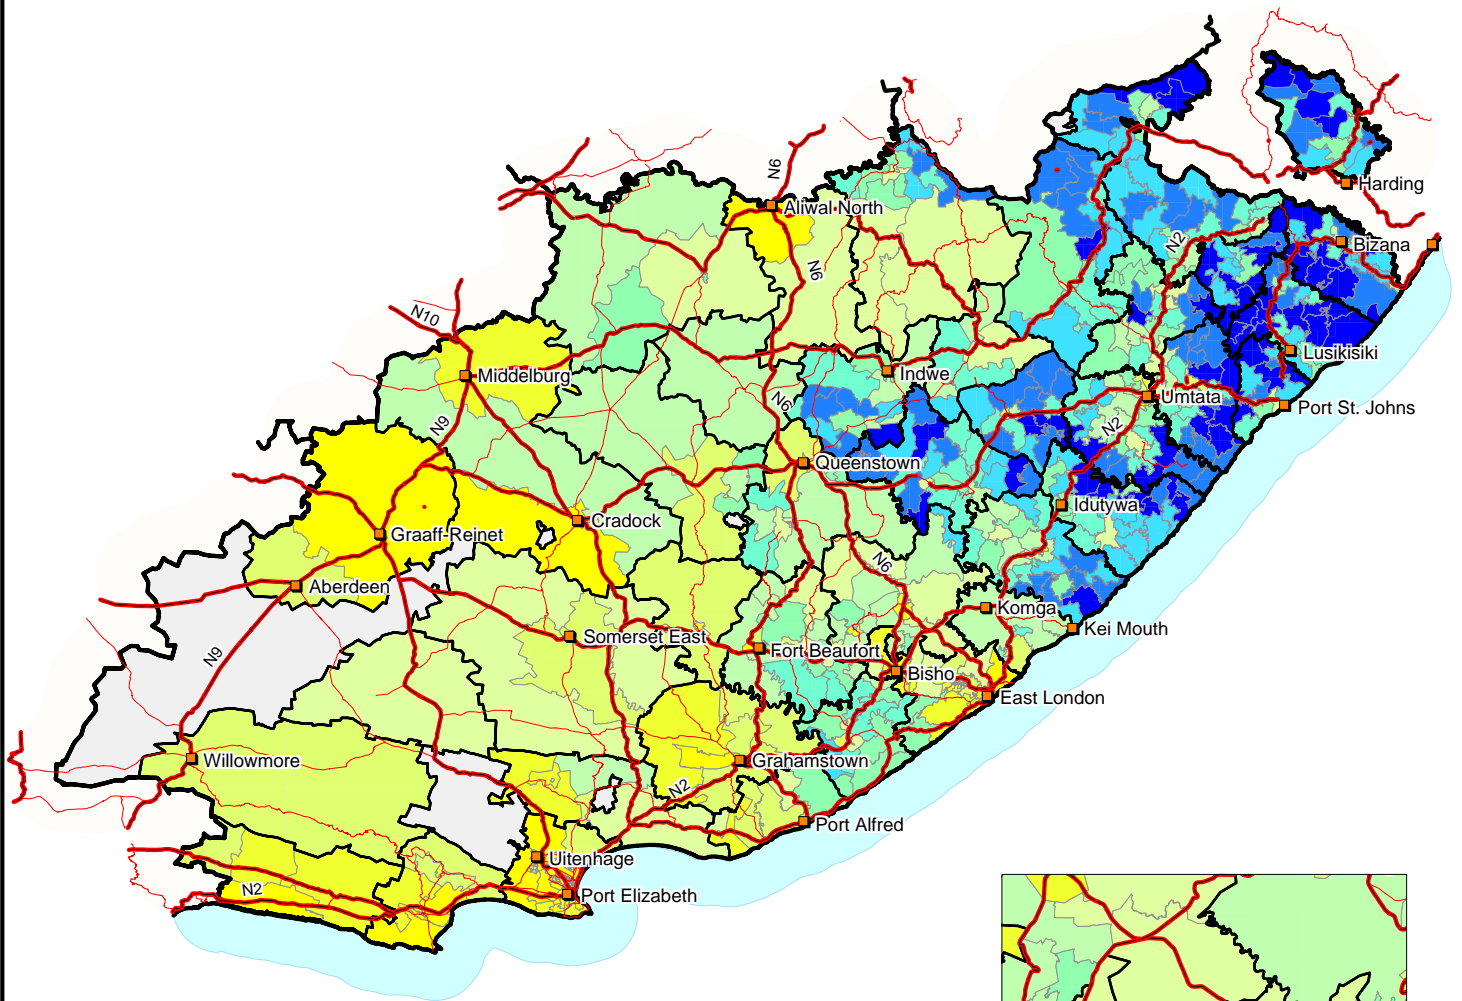 N6
Harding
Aliwal North
N2
Bizana
N6
N10
Lusikisiki
Middelburg
Indwe
Umtata
N6
Port St. Johns
N9
N2
Queenstown
Idutywa
Cradock
Graaff-Reinet
N6
Aberdeen
Komga
Kei Mouth
Somerset East
Fort Beaufort
N9
Bisho
East London
Willowmore
Grahamstown
N2
Port Alfred
Uitenhage
N2
Port Elizabeth